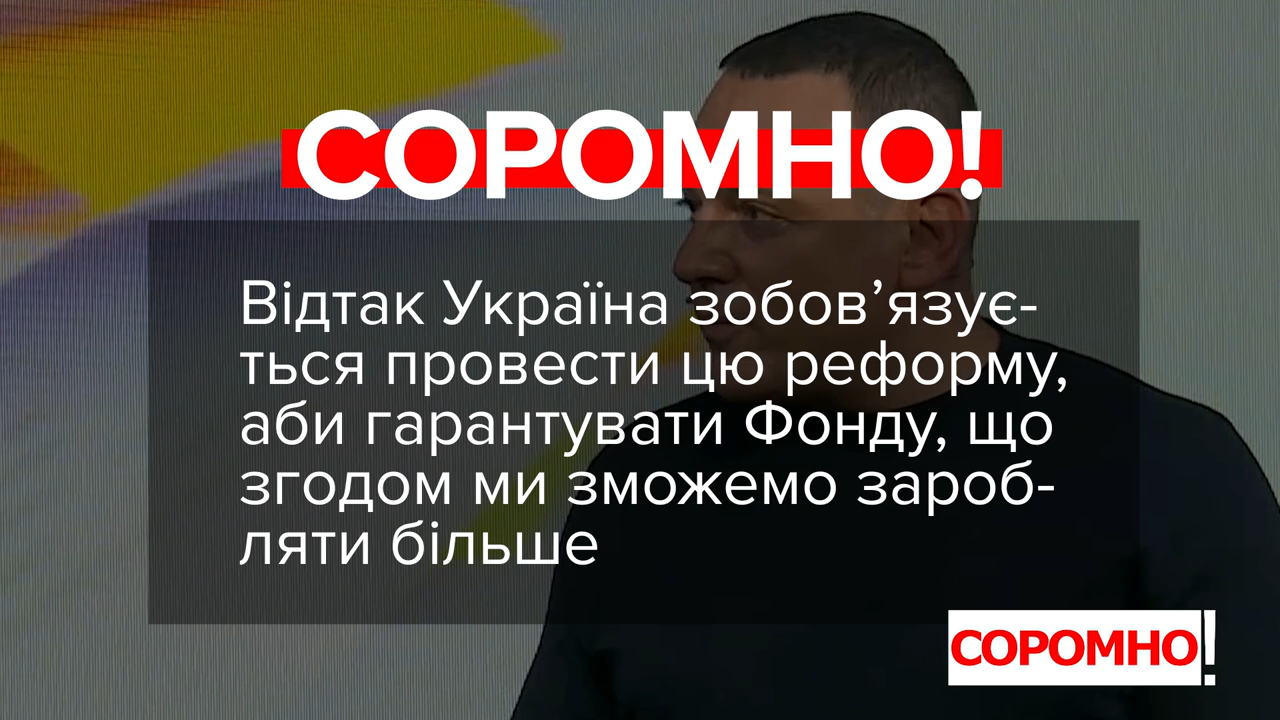 СОРОМНО!
Відтак Україна зобов’язує-
ться провести цю реформу,
аби гарантувати Фонду, що
згодом ми зможемо зароб-
ляти більше
СОРОМНО!